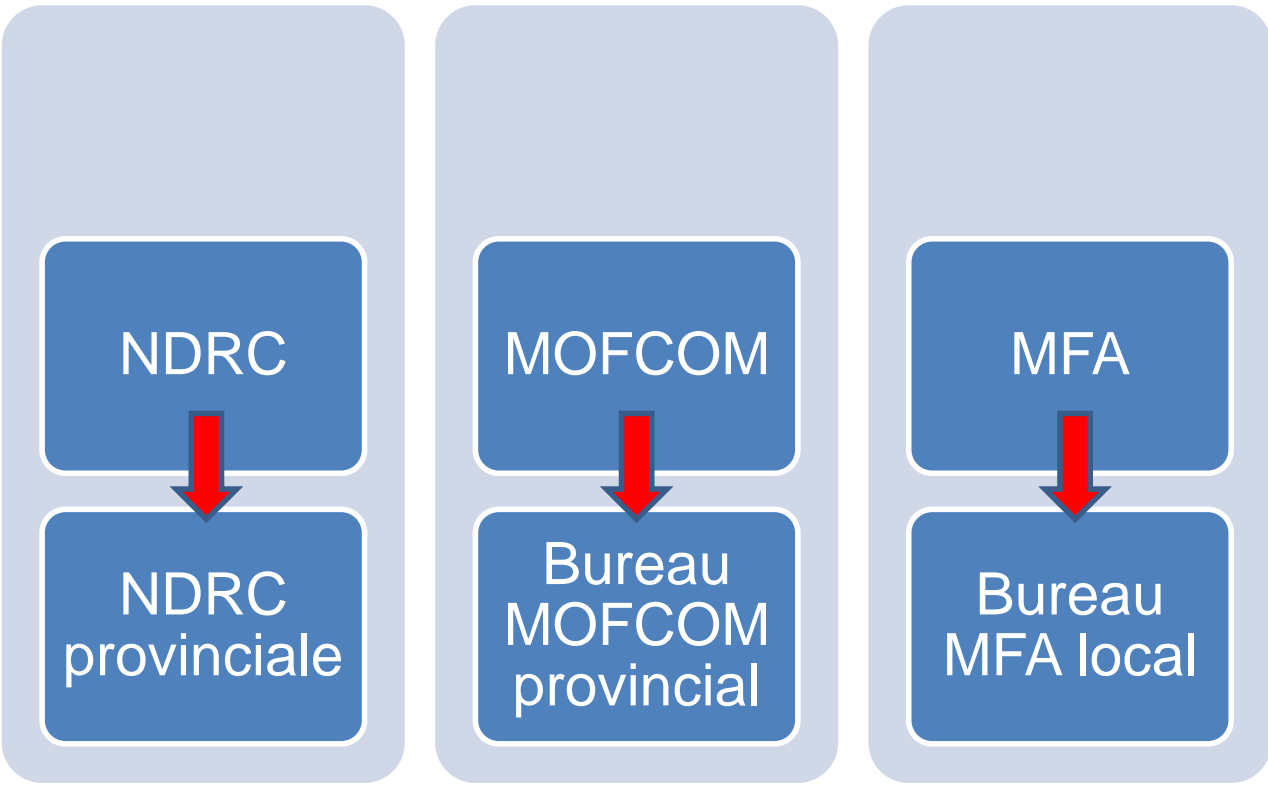 NDRC
NDRC
provinciale
MOFCOM
Bureau
MOFCOM
provincial
MFA
Bureau
MFA local